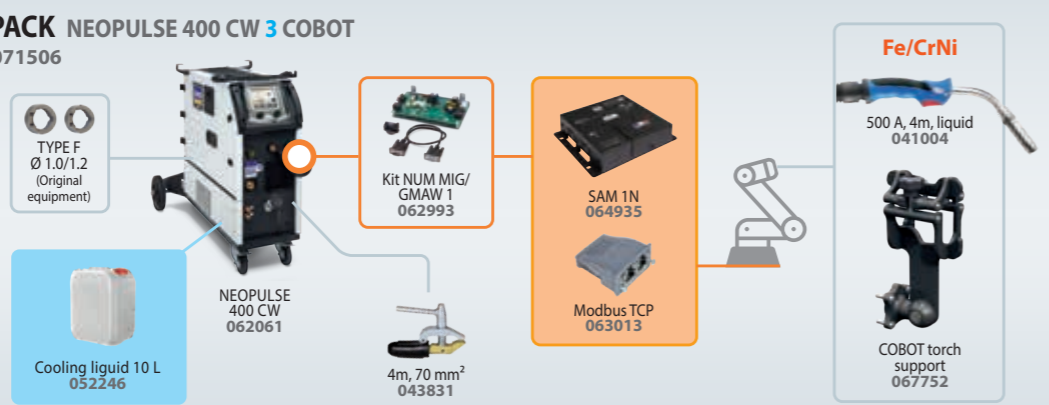 PACK NEOPULSE 400 CW 3 COBOT
071506
TYPE F
Ø 1.0/1.2
(Original
equipment)
Cooling liguid 10 L
052246
NEOPULSE
400 CW
062061
Kit NUM MIG/
GMAW 1
062993
4m, 70 mm²
043831
SAM 1N
064935
Modbus TCP
063013
Fe/CrNi
500 A, 4m, liquid
041004
COBOT torch
support
067752